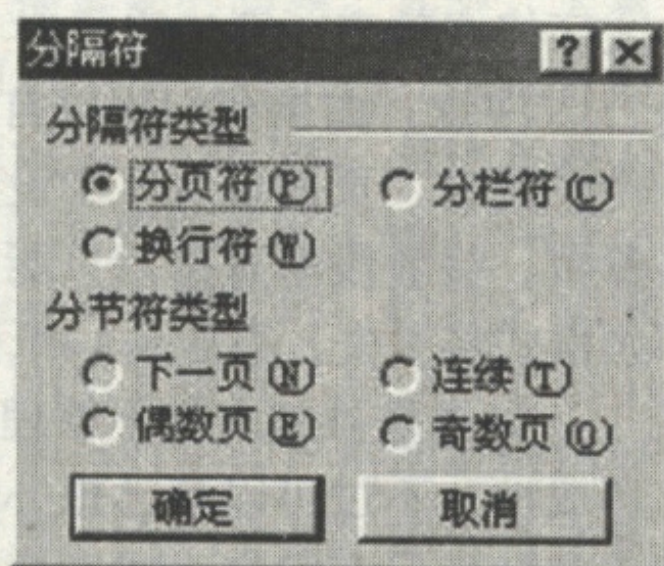 分隔符
分隔符类型
分页符(P) 分栏符(C)
换行符(W)
分节符类型
下一页(N) 连续(T)
偶数页(E) 奇数页(O)
确定 取消